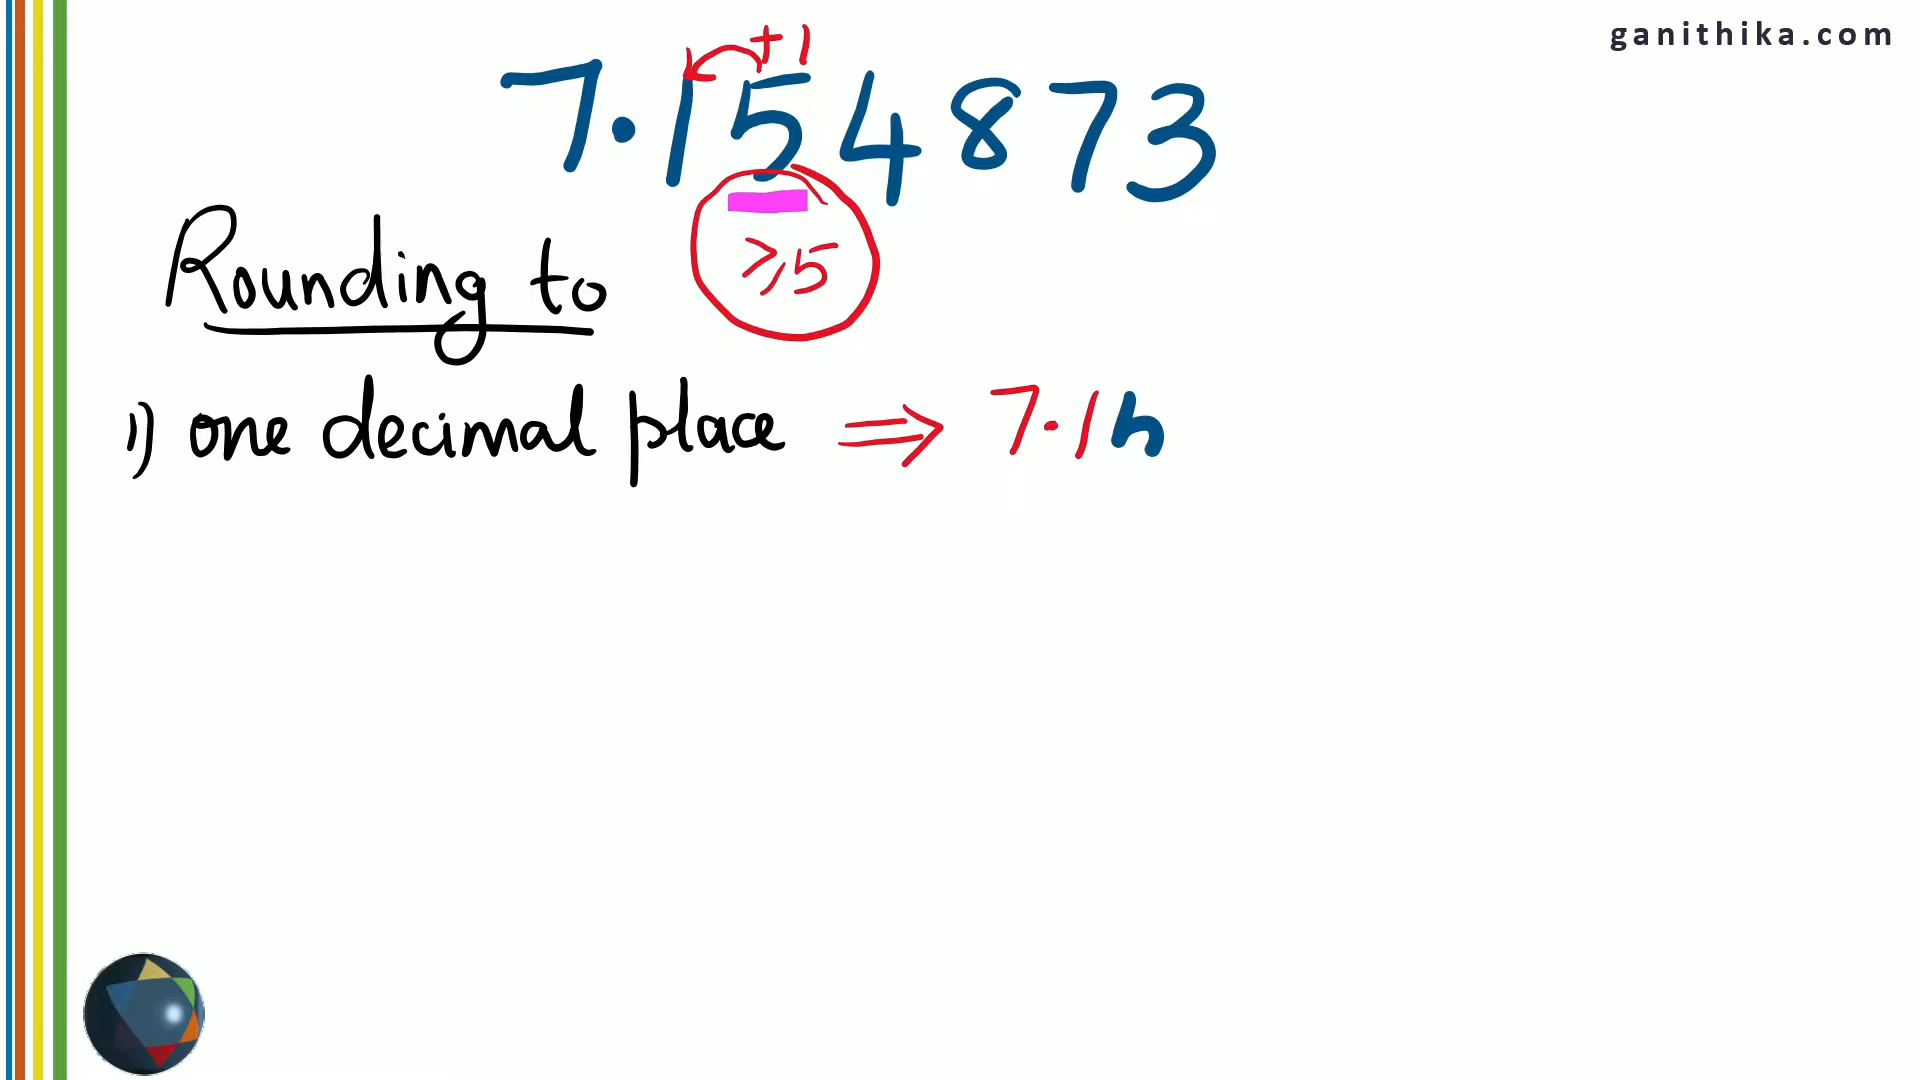 ganithika.com
+1
7.154873
Rounding to
≥5
1) one decimal place ⇒ 7.1